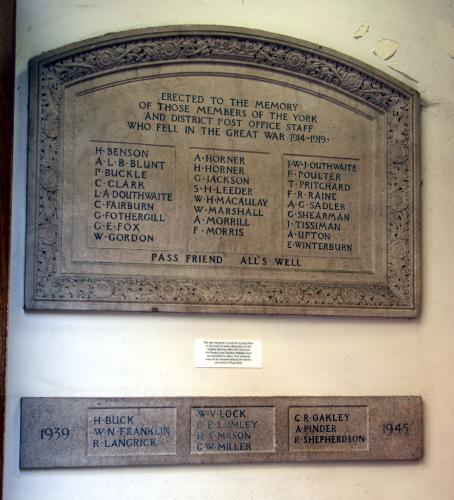 ERECTED TO THE MEMORY
OF THOSE MEMBERS OF THE YORK
AND DISTRICT POST OFFICE STAFF
WHO FELL IN THE GREAT WAR 1914-1919.
H·BENSON
A·L·B·BLUNT
P·BUCKLE
C·CLARK
L·A·DOUTHWAITE
C·FAIRBURN
G·FOTHERGILL
G·E·FOX
W·GORDON
A·HORNER
H·HORNER
G·JACKSON
S·H·LEEDER
W·H·MACAULAY
W·MARSHALL
A·MORRILL
F·MORRIS
J·W·J·OUTHWAITE
F·POULTER
T·PRITCHARD
F·R·RAINE
A·G·SADLER
G·SHEARMAN
J·TISSIMAN
A·UPTON
E·WINTERBURN
PASS FRIEND ALL'S WELL
1939
H·BUCK
W·N·FRANKLIN
R·LANGRICK
W·V·LOCK
C·E·LUMLEY
H·S·MASON
G·W·MILLER
G·R·OAKLEY
A·PINDER
R·SHEPHERDSON
1945